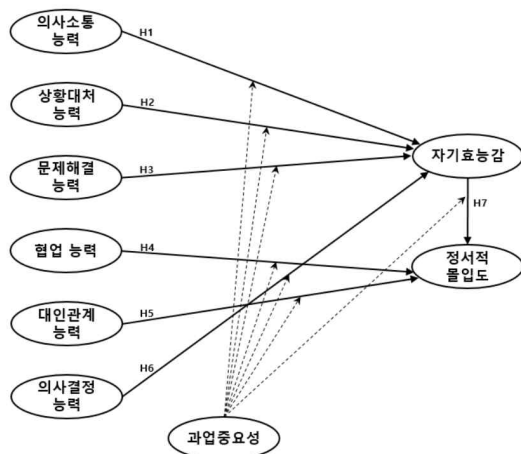 의사소통
능력
H1
상황대처
능력
H2
문제해결
능력
H3
자기효능감
H7
협업 능력
H4
정서적
몰입도
대인관계
능력
H5
의사결정
능력
H6
과업중요성